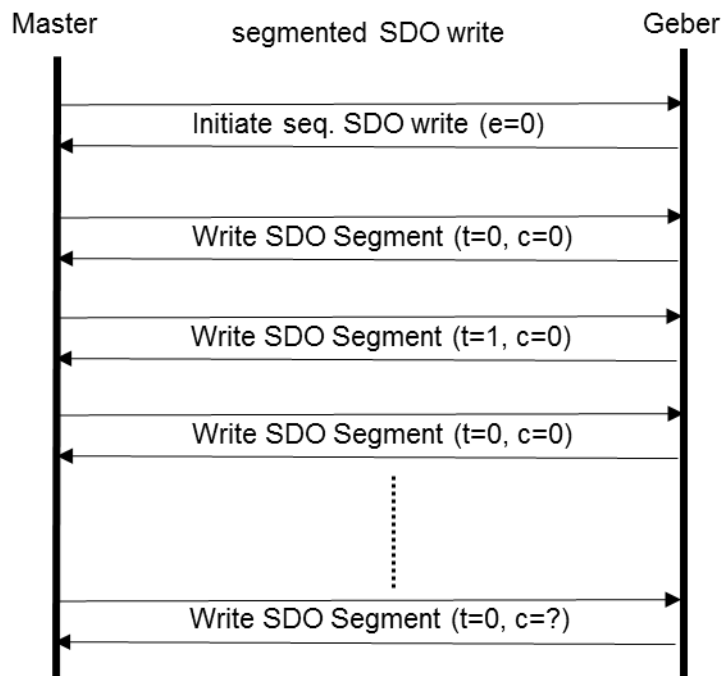 Master
segmented SDO write
Geber
Initiate seq. SDO write (e=0)
Write SDO Segment (t=0, c=0)
Write SDO Segment (t=1, c=0)
Write SDO Segment (t=0, c=0)
Write SDO Segment (t=0, c=?)